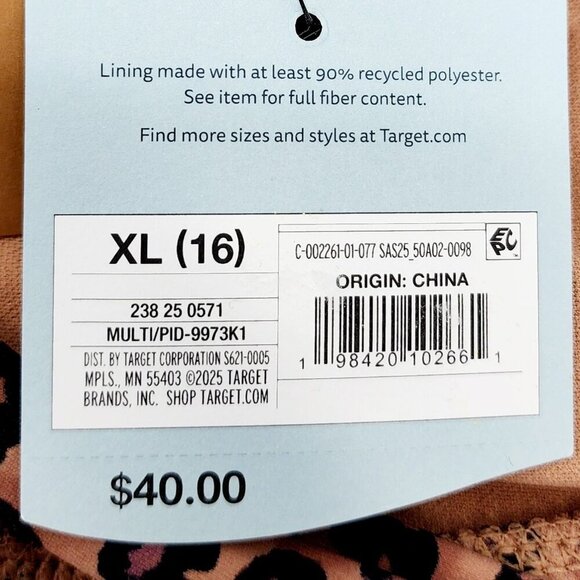 Lining made with at least 90% recycled polyester.
See item for full fiber content.
Find more sizes and styles at Target.com
XL (16)
238 25 0571
MULTI/PID-9973K1
DIST. BY TARGET CORPORATION S621-0005
MPLS., MN 55403 ©2025 TARGET
BRANDS, INC. SHOP TARGET.COM
C-002261-01-077 SAS25_50A02-0098
EPC
ORIGIN: CHINA
1 98420 10266 1
$40.00